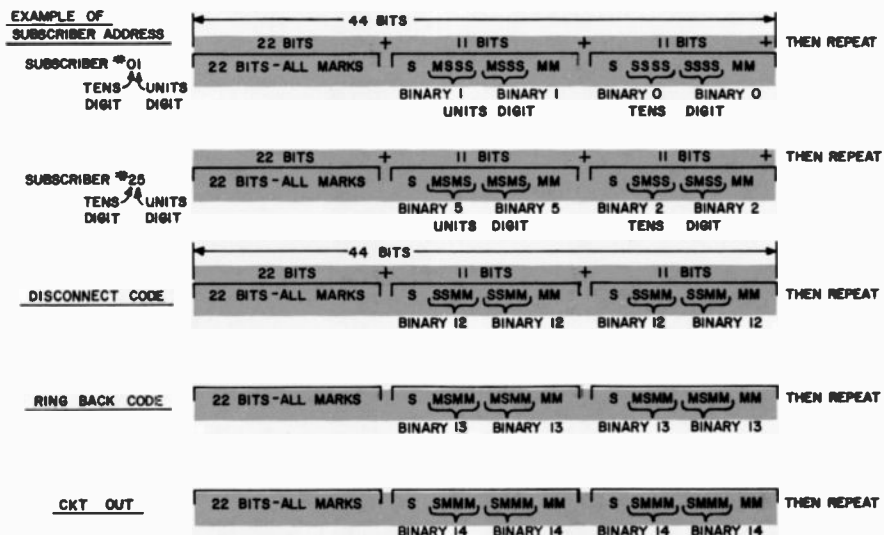 EXAMPLE OF
SUBSCRIBER ADDRESS
44 BITS
22 BITS + 11 BITS + 11 BITS +
THEN REPEAT
SUBSCRIBER #01
22 BITS-ALL MARKS S MSSS MSSS MM S SSSS SSSS MM
TENS UNITS
DIGIT DIGIT
BINARY 1 BINARY 1 BINARY 0 BINARY 0
UNITS DIGIT TENS DIGIT
22 BITS + 11 BITS + 11 BITS +
THEN REPEAT
SUBSCRIBER #25
22 BITS-ALL MARKS S MSMS MSMS MM S SMSS SMSS MM
TENS UNITS
DIGIT DIGIT
BINARY 5 BINARY 5 BINARY 2 BINARY 2
UNITS DIGIT TENS DIGIT
44 BITS
22 BITS + 11 BITS + 11 BITS
DISCONNECT CODE 22 BITS-ALL MARKS S SSMM SSMM MM S SSMM SSMM MM THEN REPEAT
BINARY 12 BINARY 12 BINARY 12 BINARY 12
RING BACK CODE 22 BITS-ALL MARKS S MSMM MSMM MM S MSMM MSMM MM THEN REPEAT
BINARY 13 BINARY 13 BINARY 13 BINARY 13
CKT OUT 22 BITS-ALL MARKS S SMMM SMMM MM S SMMM SMMM MM THEN REPEAT
BINARY 14 BINARY 14 BINARY 14 BINARY 14